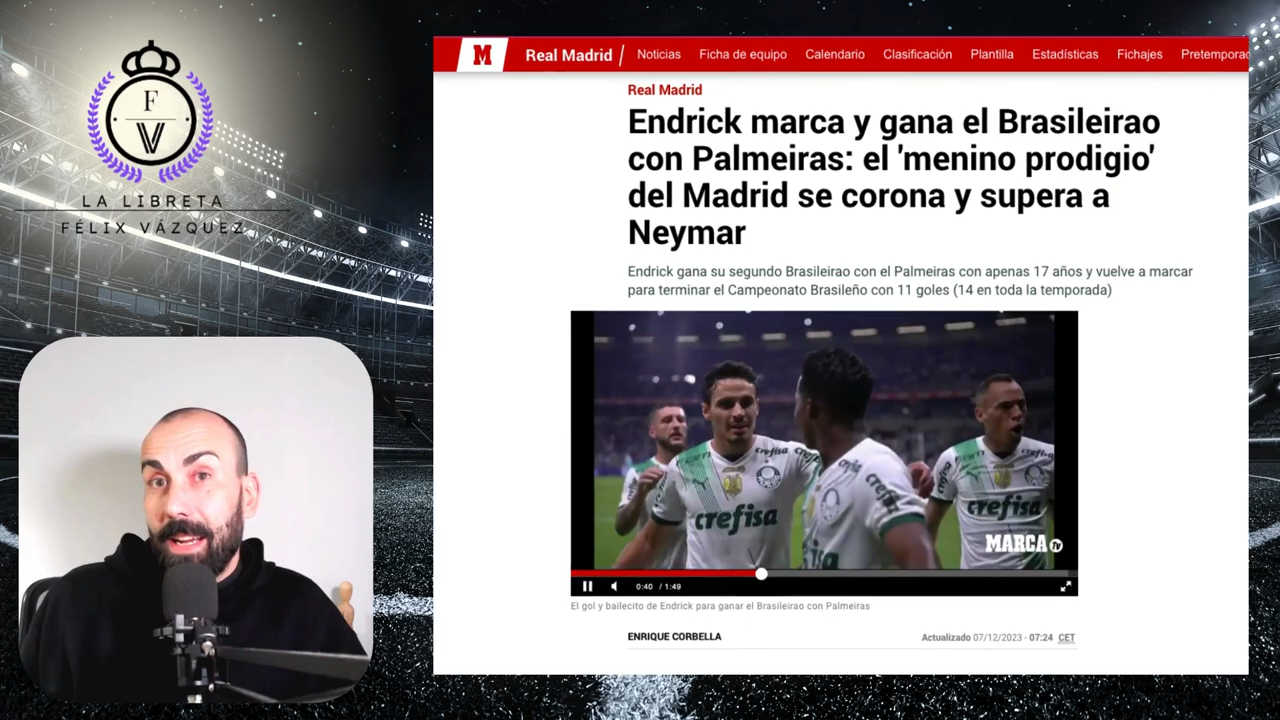 F
V
LA LIBRETA
FÉLIX VÁZQUEZ
M
Real Madrid
Noticias
Ficha de equipo
Calendario
Clasificación
Plantilla
Estadísticas
Fichajes
Pretemporad
Real Madrid
Endrick marca y gana el Brasileirao
con Palmeiras: el 'menino prodigio'
del Madrid se corona y supera a
Neymar
Endrick gana su segundo Brasileirao con el Palmeiras con apenas 17 años y vuelve a marcar
para terminar el Campeonato Brasileño con 11 goles (14 en toda la temporada)
crefisa
crefisa
crefisa
crefisa
MARCA TV
0:40 / 1:49
El gol y bailecito de Endrick para ganar el Brasileirao con Palmeiras
ENRIQUE CORBELLA
Actualizado 07/12/2023 - 07:24 CET